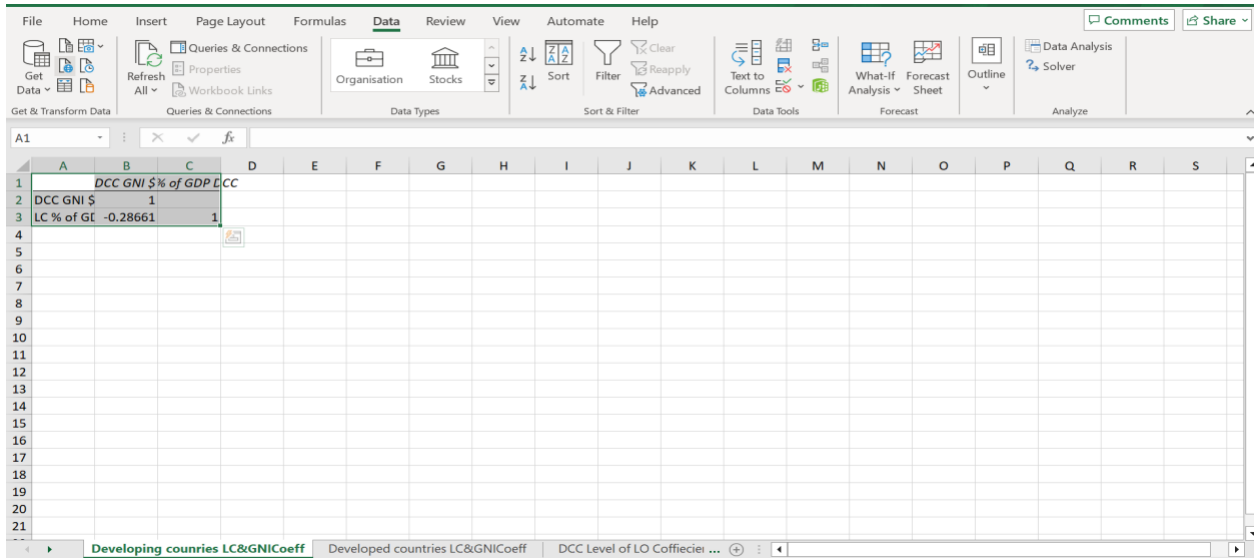 File Home Insert Page Layout Formulas Data Review View Automate Help Comments Share
Get Data
Refresh All
Queries & Connections
Properties
Workbook Links
Organisation Stocks
Sort
Filter
Clear
Reapply
Advanced
Text to Columns
What-If Analysis
Forecast Sheet
Outline
Data Analysis
Solver
Get & Transform Data Queries & Connections Data Types Sort & Filter Data Tools Forecast Analyze
A1 fx
A B C D E F G H I J K L M N O P Q R S
1 DCC GNI $ % of GDP DCC
2 DCC GNI $ 1
3 LC % of GD -0.28661 1
4
5
6
7
8
9
10
11
12
13
14
15
16
17
18
19
20
21
Developing counries LC&GNICoeff Developed countries LC&GNICoeff DCC Level of LO Coffiecier ...